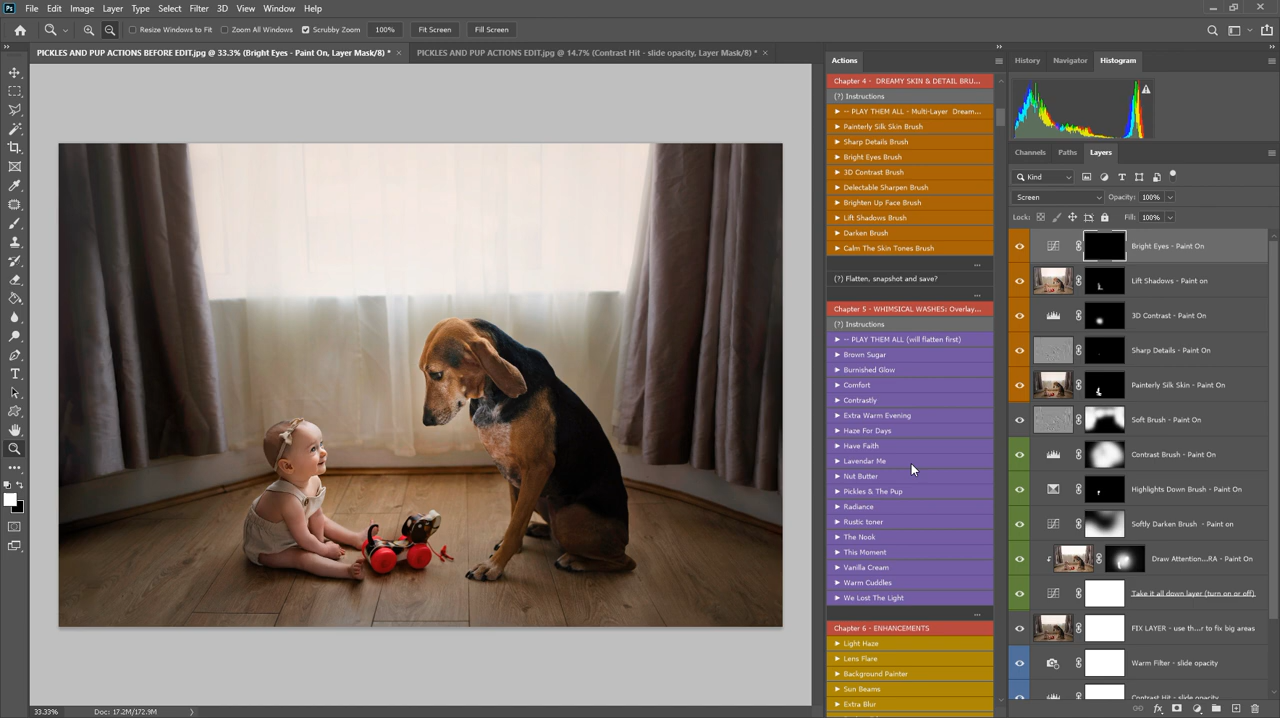 Ps File Edit Image Layer Type Select Filter 3D View Window Help
Resize Windows to Fit Zoom All Windows Scrubby Zoom 100% Fit Screen Fill Screen
PICKLES AND PUP ACTIONS BEFORE EDIT.jpg @ 33.3% (Bright Eyes - Paint On, Layer Mask/8) * × PICKLES AND PUP ACTIONS EDIT.jpg @ 14.7% (Contrast Hit - slide opacity, Layer Mask/8) * ×
Actions
Chapter 4 - DREAMY SKIN & DETAIL BRU...
(?) Instructions
-- PLAY THEM ALL - Multi-Layer Dream...
Painterly Silk Skin Brush
Sharp Details Brush
Bright Eyes Brush
3D Contrast Brush
Delectable Sharpen Brush
Brighten Up Face Brush
Lift Shadows Brush
Darken Brush
Calm The Skin Tones Brush
...
(?) Flatten, snapshot and save?
...
Chapter 5 - WHIMSICAL WASHES: Overlay...
(?) Instructions
-- PLAY THEM ALL (will flatten first)
Brown Sugar
Burnished Glow
Comfort
Contrastly
Extra Warm Evening
Haze For Days
Have Faith
Lavendar Me
Nut Butter
Pickles & The Pup
Radiance
Rustic toner
The Nook
This Moment
Vanilla Cream
Warm Cuddles
We Lost The Light
...
Chapter 6 - ENHANCEMENTS
Light Haze
Lens Flare
Background Painter
Sun Beams
Extra Blur
History Navigator Histogram
Channels Paths Layers
Kind
Screen Opacity: 100%
Lock: Fill: 100%
Bright Eyes - Paint On
Lift Shadows - Paint on
3D Contrast - Paint On
Sharp Details - Paint On
Painterly Silk Skin - Paint On
Soft Brush - Paint On
Contrast Brush - Paint On
Highlights Down Brush - Paint On
Softly Darken Brush - Paint on
Draw Attention...RA - Paint On
Take it all down layer (turn on or off)
FIX LAYER - use th...r to fix big areas
Warm Filter - slide opacity
Contrast Hit - slide opacity
33.33% Doc: 17.2M/172.9M